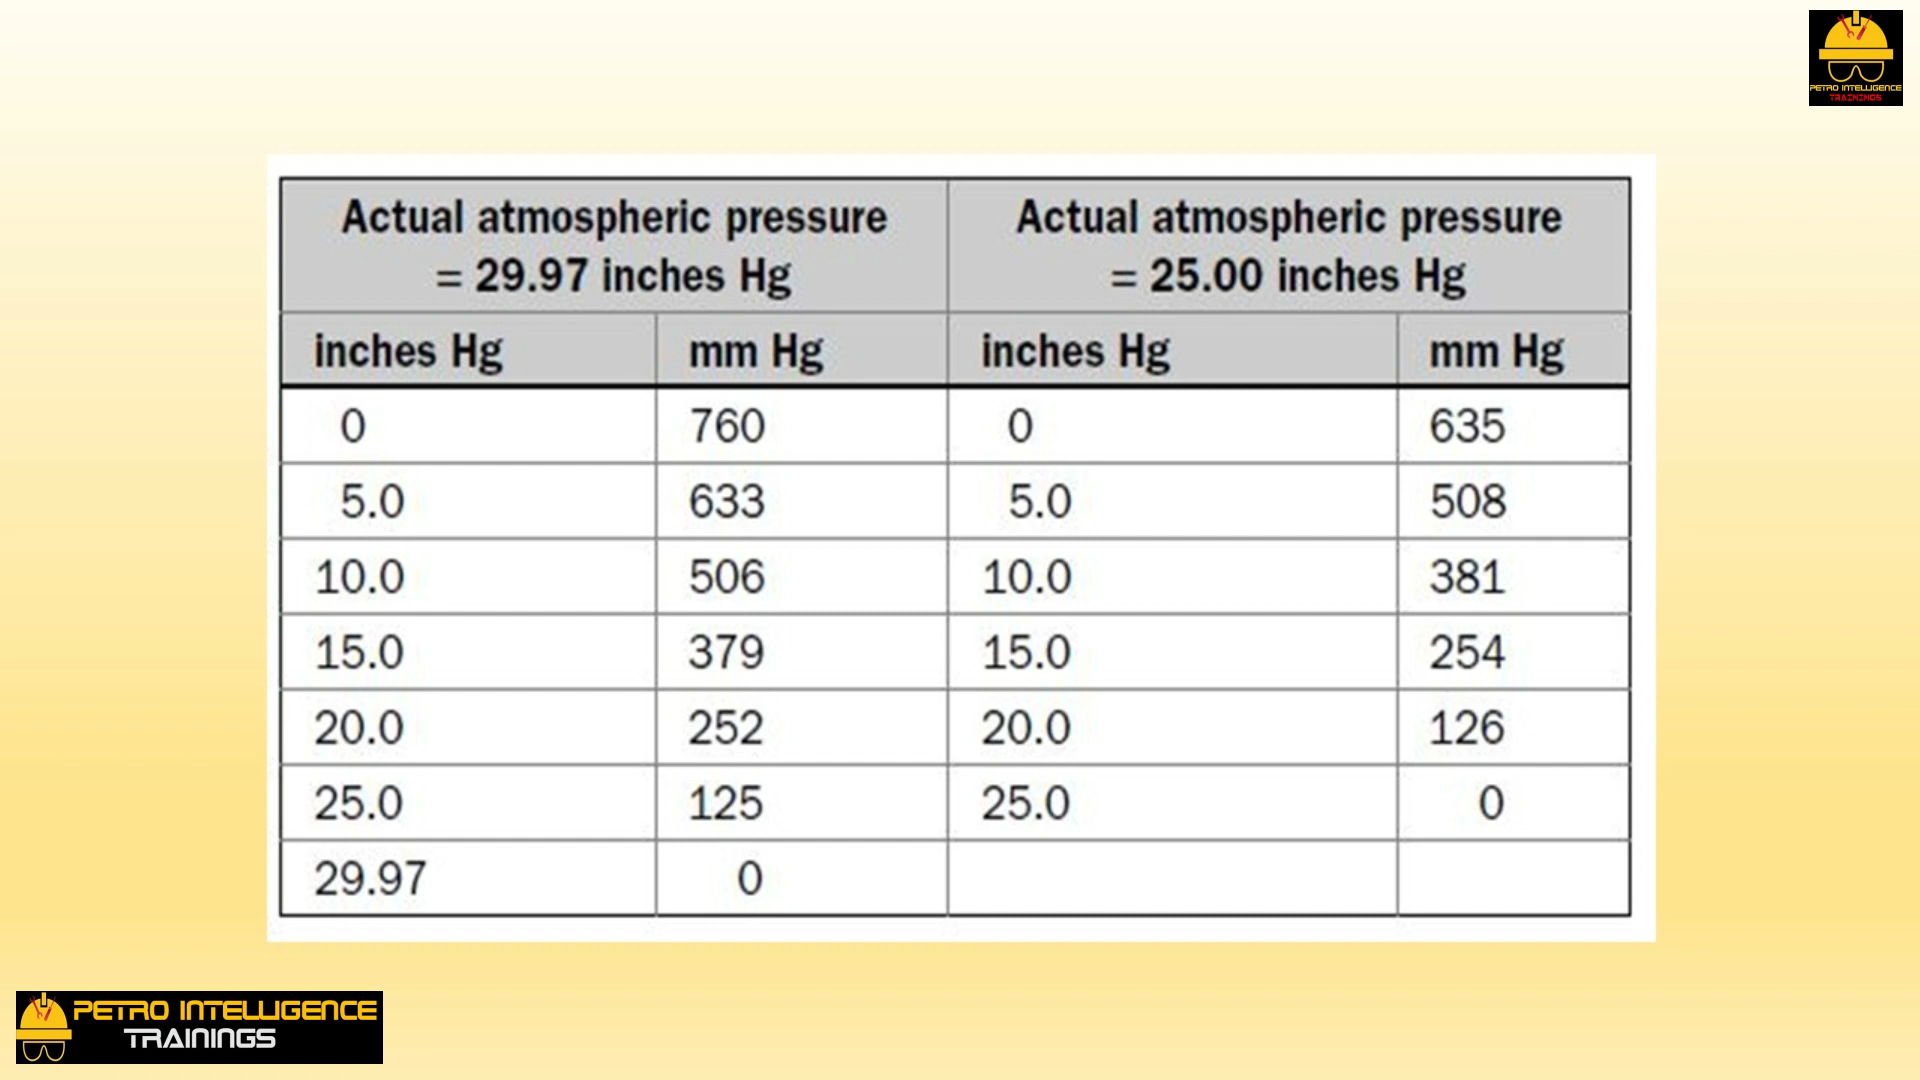 PETRO INTELLIGENCE
TRAININGS
Actual atmospheric pressure = 29.97 inches Hg
Actual atmospheric pressure = 25.00 inches Hg
inches Hg mm Hg inches Hg mm Hg
0 760 0 635
5.0 633 5.0 508
10.0 506 10.0 381
15.0 379 15.0 254
20.0 252 20.0 126
25.0 125 25.0 0
29.97 0
PETRO INTELLIGENCE
TRAININGS